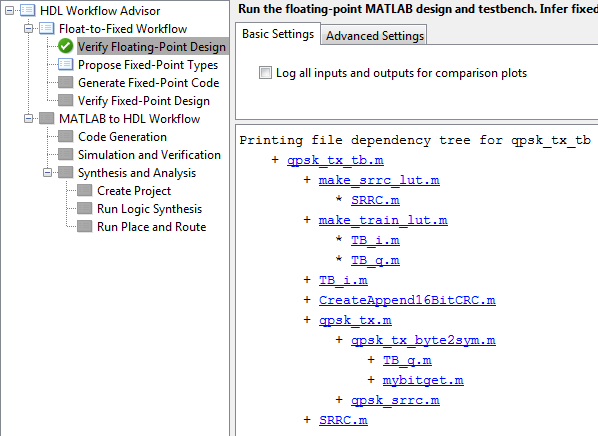 HDL Workflow Advisor
Float-to-Fixed Workflow
Verify Floating-Point Design
Propose Fixed-Point Types
Generate Fixed-Point Code
Verify Fixed-Point Design
MATLAB to HDL Workflow
Code Generation
Simulation and Verification
Synthesis and Analysis
Create Project
Run Logic Synthesis
Run Place and Route
Run the floating-point MATLAB design and testbench. Infer fixed
Basic Settings
Advanced Settings
Log all inputs and outputs for comparison plots
Printing file dependency tree for qpsk_tx_tb
+ qpsk_tx_tb.m
+ make_srrc_lut.m
* SRRC.m
+ make_train_lut.m
* TB_i.m
* TB_q.m
+ TB_i.m
+ CreateAppend16BitCRC.m
+ qpsk_tx.m
+ qpsk_tx_byte2sym.m
+ TB_q.m
+ mybitget.m
+ qpsk_srrc.m
+ SRRC.m